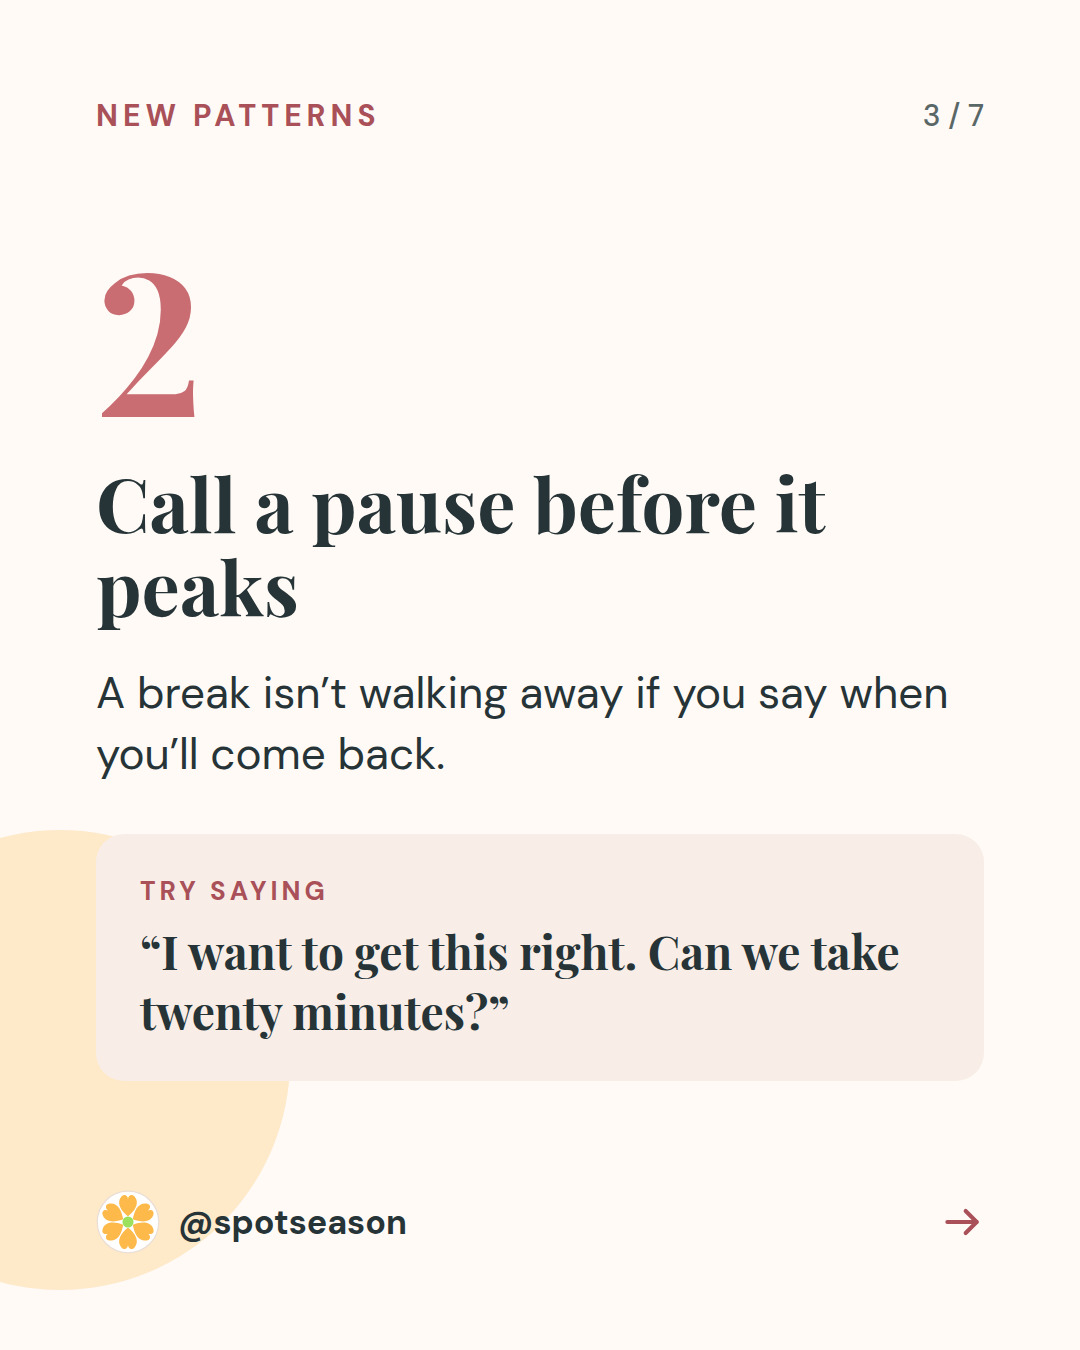 NEW PATTERNS
3 / 7
2
Call a pause before it
peaks
A break isn’t walking away if you say when
you’ll come back.
TRY SAYING
“I want to get this right. Can we take
twenty minutes?”
@spotseason